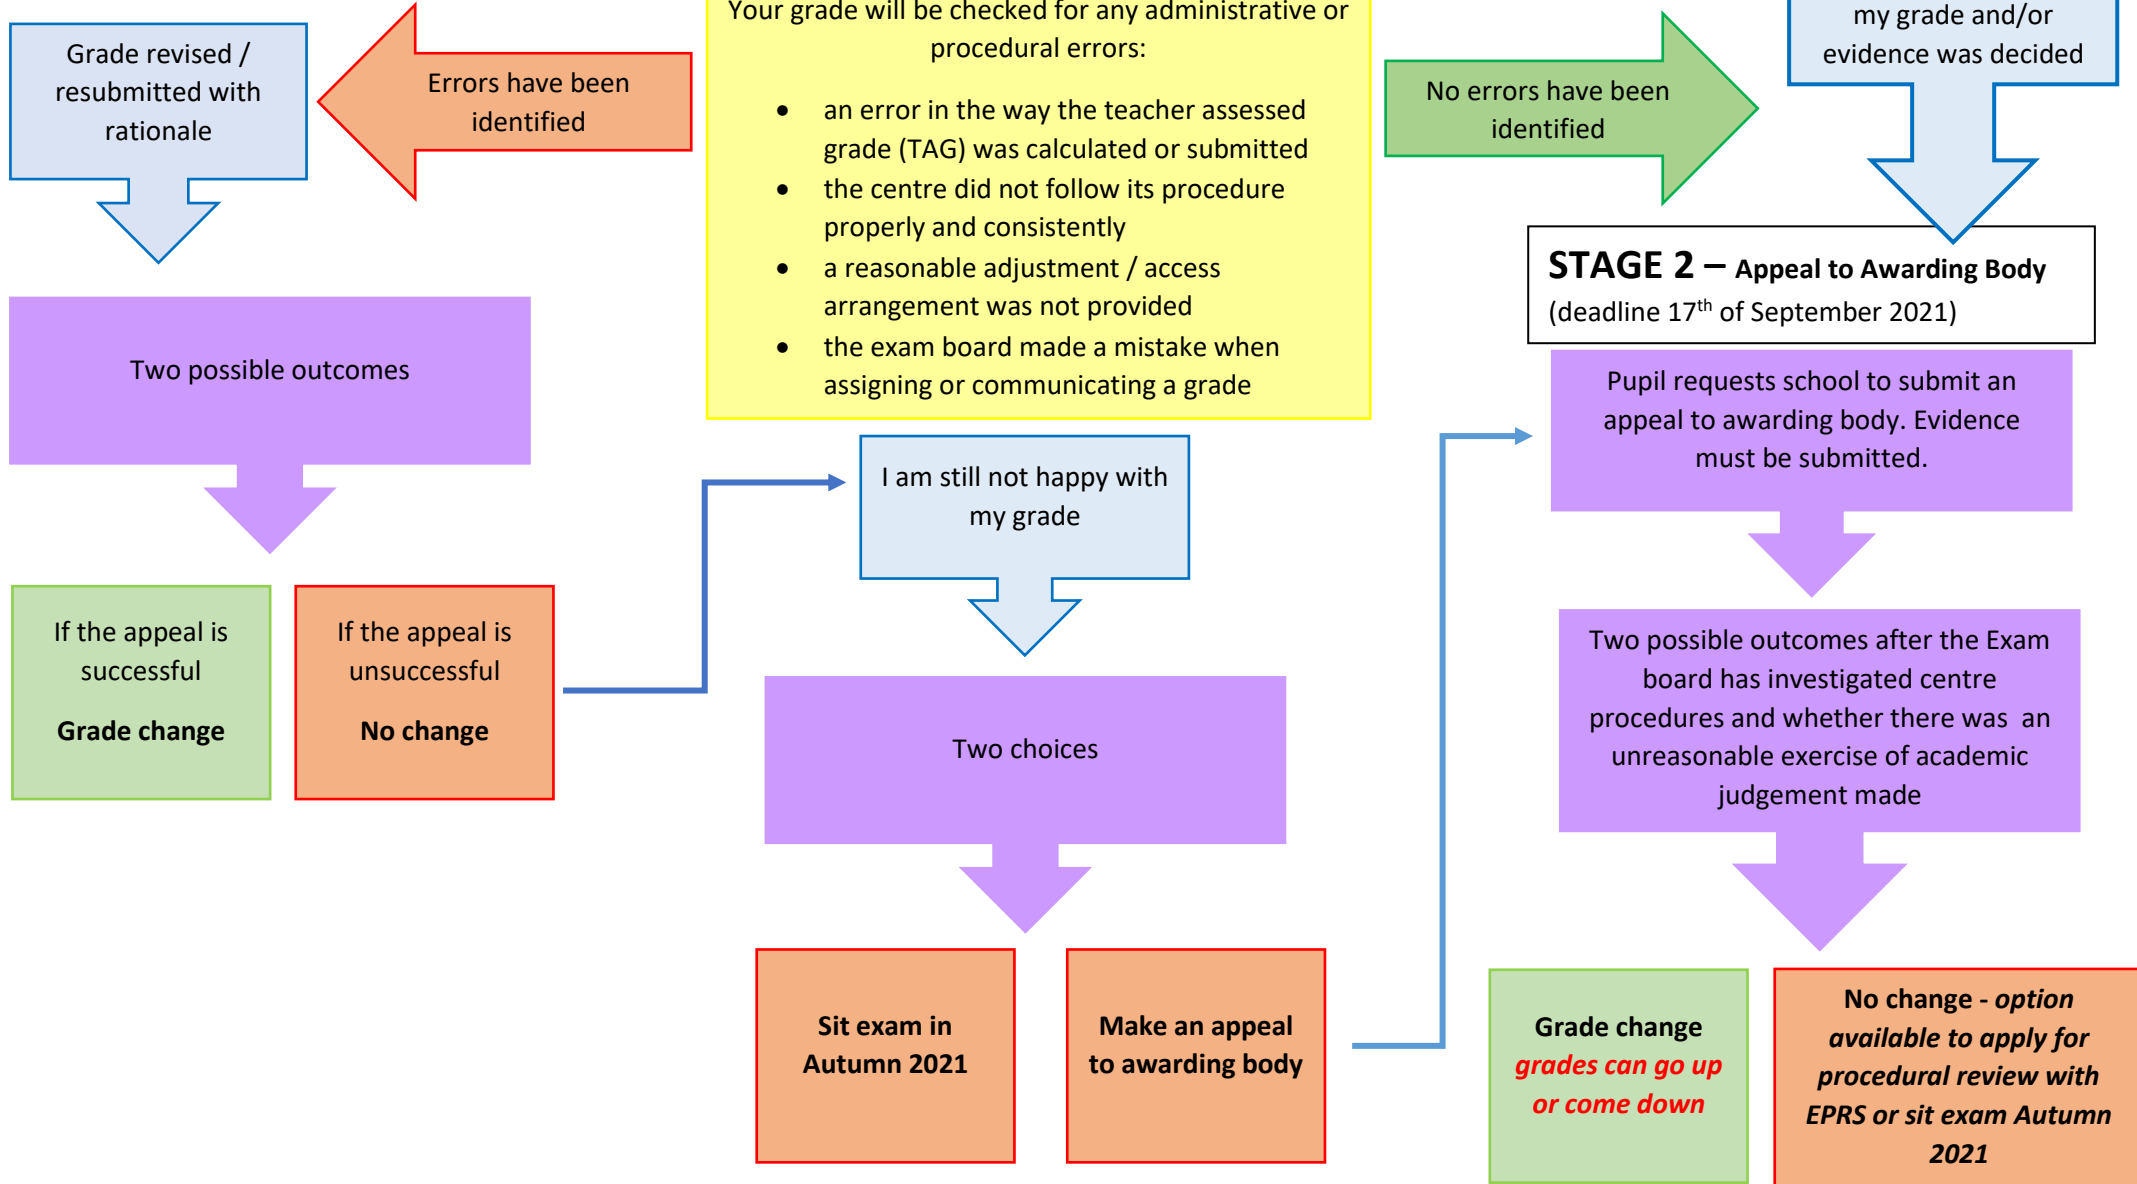 Grade revised /
resubmitted with
rationale
Errors have been
identified
Your grade will be checked for any administrative or
procedural errors:
• an error in the way the teacher assessed
grade (TAG) was calculated or submitted
• the centre did not follow its procedure
properly and consistently
• a reasonable adjustment / access
arrangement was not provided
• the exam board made a mistake when
assigning or communicating a grade
No errors have been
identified
my grade and/or
evidence was decided
STAGE 2 – Appeal to Awarding Body
(deadline 17th of September 2021)
Two possible outcomes
If the appeal is
successful
Grade change
If the appeal is
unsuccessful
No change
I am still not happy with
my grade
Two choices
Sit exam in
Autumn 2021
Make an appeal
to awarding body
Pupil requests school to submit an
appeal to awarding body. Evidence
must be submitted.
Two possible outcomes after the Exam
board has investigated centre
procedures and whether there was an
unreasonable exercise of academic
judgement made
Grade change
grades can go up
or come down
No change - option
available to apply for
procedural review with
EPRS or sit exam Autumn
2021